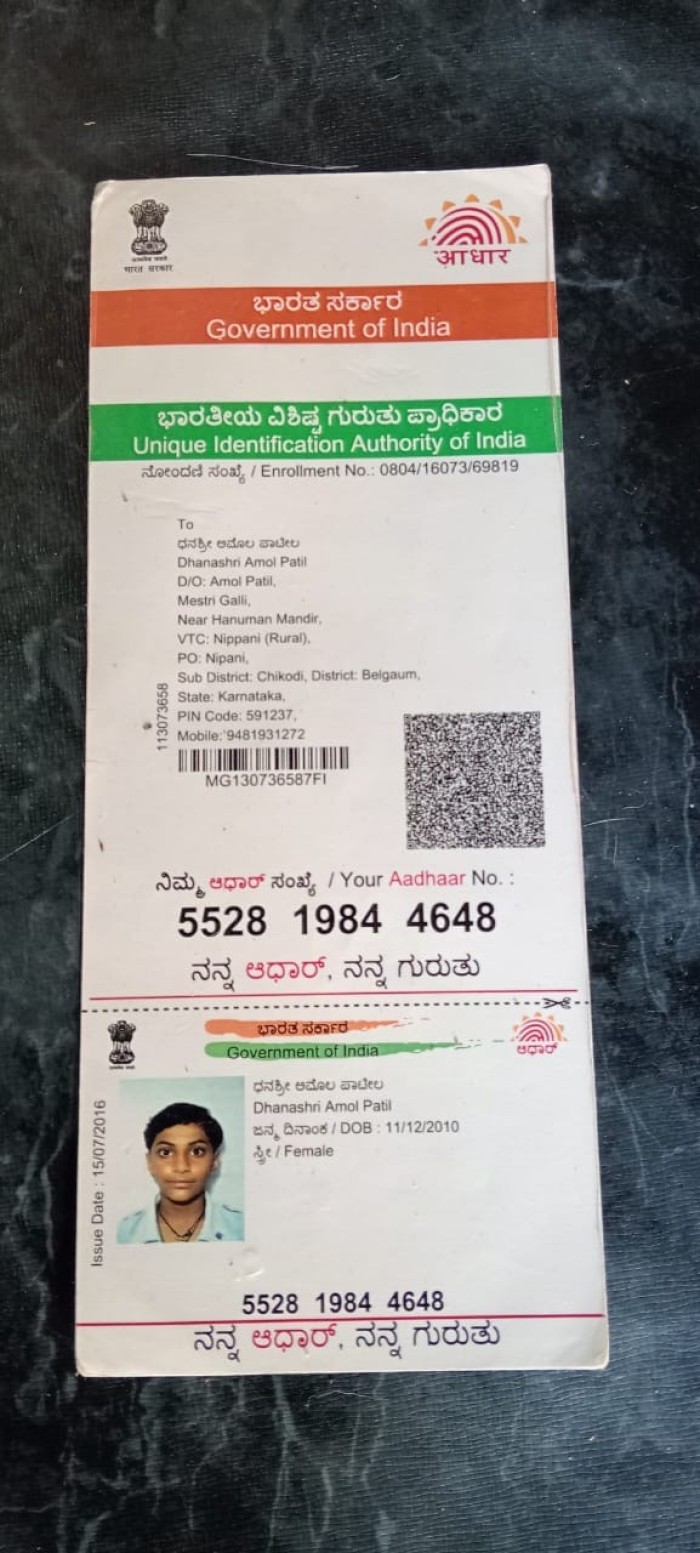 भारत सरकार
आधार
ಭಾರತ ಸರ್ಕಾರ
Government of India
ಭಾರತೀಯ ವಿಶಿಷ್ಟ ಗುರುತು ಪ್ರಾಧಿಕಾರ
Unique Identification Authority of India
ನೋಂದಣಿ ಸಂಖ್ಯೆ / Enrollment No.: 0804/16073/69819
To
ಧನಶ್ರೀ ಅಮೊಲ ಪಾಟೀಲ
Dhanashri Amol Patil
D/O: Amol Patil,
Mestri Galli,
Near Hanuman Mandir,
VTC: Nippani (Rural),
PO: Nipani,
Sub District: Chikodi, District: Belgaum,
State: Karnataka,
PIN Code: 591237,
Mobile: 9481931272
113073658
MG130736587FI
ನಿಮ್ಮ ಆಧಾರ್ ಸಂಖ್ಯೆ / Your Aadhaar No. :
5528 1984 4648
ನನ್ನ ಆಧಾರ್, ನನ್ನ ಗುರುತು
ಭಾರತ ಸರ್ಕಾರ
Government of India
ಆಧಾರ್
ಧನಶ್ರೀ ಅಮೊಲ ಪಾಟೀಲ
Dhanashri Amol Patil
ಜನ್ಮ ದಿನಾಂಕ / DOB : 11/12/2010
ಸ್ತ್ರೀ / Female
Issue Date : 15/07/2016
5528 1984 4648
ನನ್ನ ಆಧಾರ್, ನನ್ನ ಗುರುತು